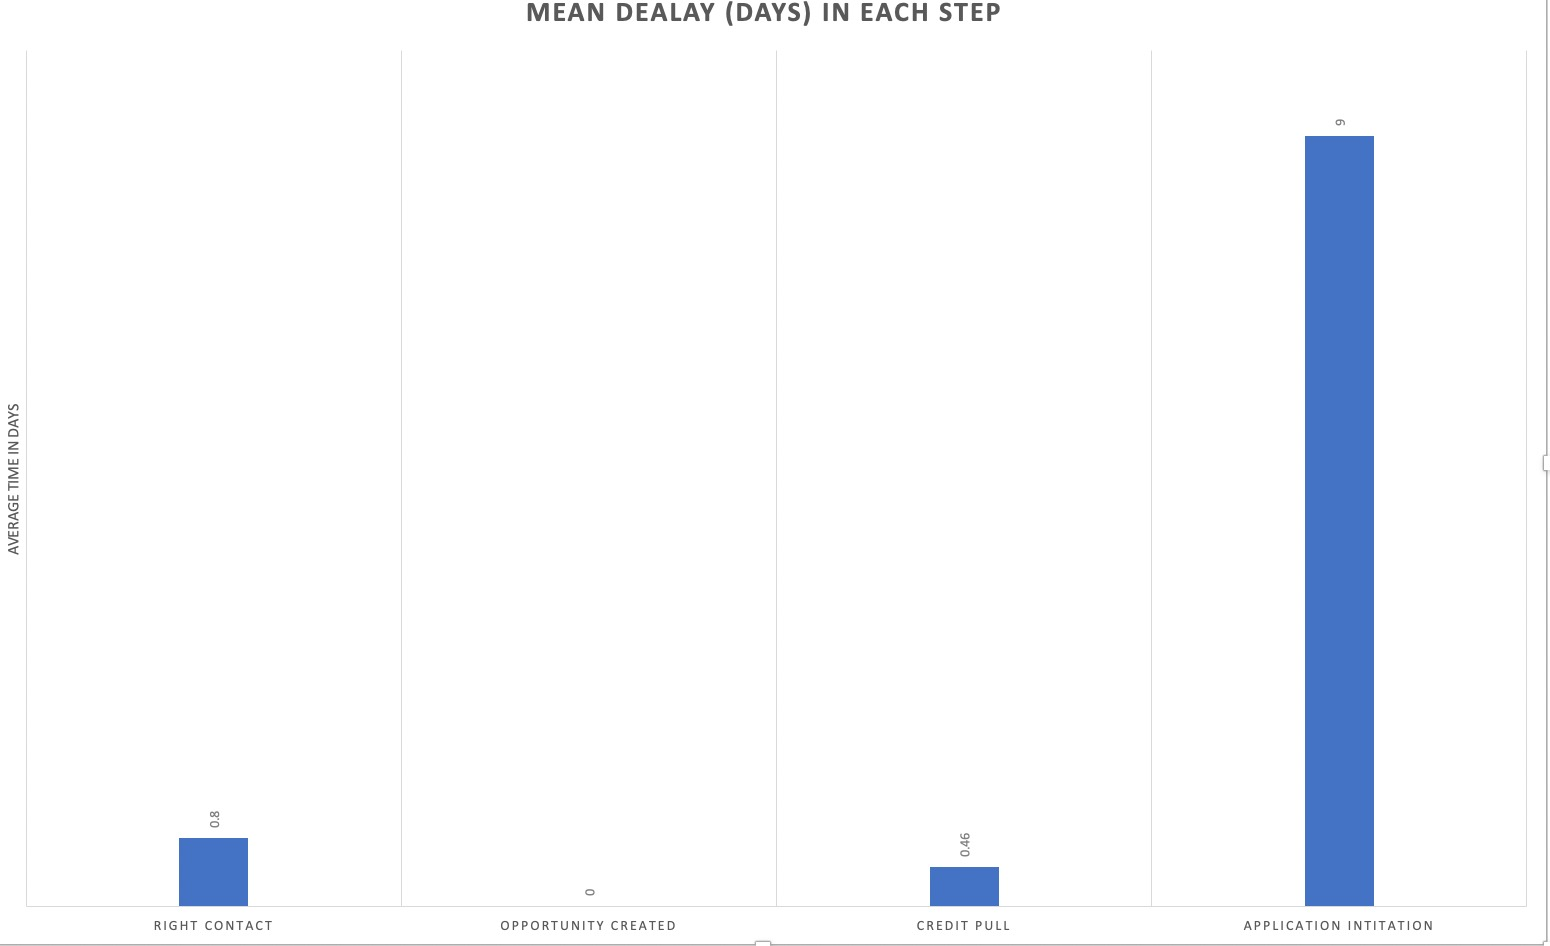 MEAN DEALAY (DAYS) IN EACH STEP
AVERAGE TIME IN DAYS
0.8
0
0.46
9
RIGHT CONTACT
OPPORTUNITY CREATED
CREDIT PULL
APPLICATION INTITATION